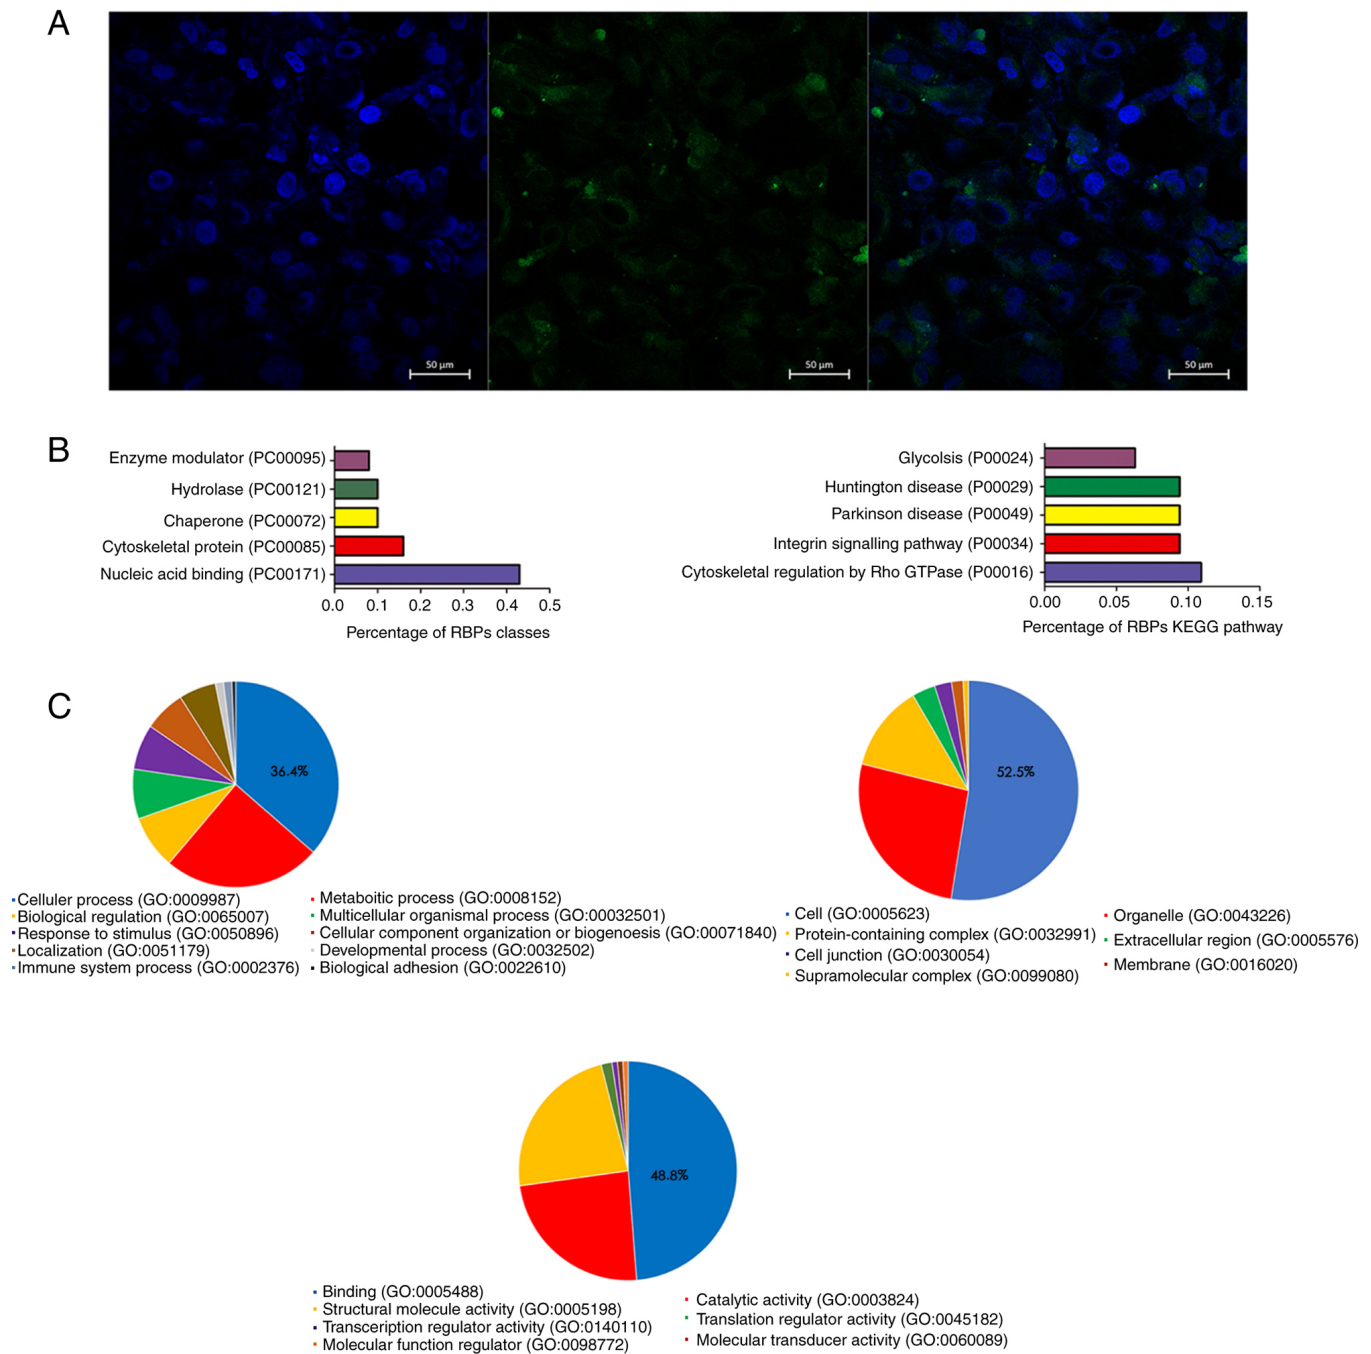 A
50 µm
50 µm
50 µm
B
Enzyme modulator (PC00095)
Hydrolase (PC00121)
Chaperone (PC00072)
Cytoskeletal protein (PC00085)
Nucleic acid binding (PC00171)
0.0 0.1 0.2 0.3 0.4 0.5
Percentage of RBPs classes
Glycolsis (P00024)
Huntington disease (P00029)
Parkinson disease (P00049)
Integrin signalling pathway (P00034)
Cytoskeletal regulation by Rho GTPase (P00016)
0.00 0.05 0.10 0.15
Percentage of RBPs KEGG pathway
C
36.4%
Celluler process (GO:0009987)
Biological regulation (GO:0065007)
Response to stimulus (GO:0050896)
Localization (GO:0051179)
Immune system process (GO:0002376)
Metaboitic process (GO:0008152)
Multicellular organismal process (GO:00032501)
Cellular component organization or biogenoesis (GO:00071840)
Developmental process (GO:0032502)
Biological adhesion (GO:0022610)
52.5%
Cell (GO:0005623)
Protein-containing complex (GO:0032991)
Cell junction (GO:0030054)
Supramolecular complex (GO:0099080)
Organelle (GO:0043226)
Extracellular region (GO:0005576)
Membrane (GO:0016020)
48.8%
Binding (GO:0005488)
Structural molecule activity (GO:0005198)
Transceription regulator activity (GO:0140110)
Molecular function regulator (GO:0098772)
Catalytic activity (GO:0003824)
Translation regulator activity (GO:0045182)
Molecular transducer activity (GO:0060089)